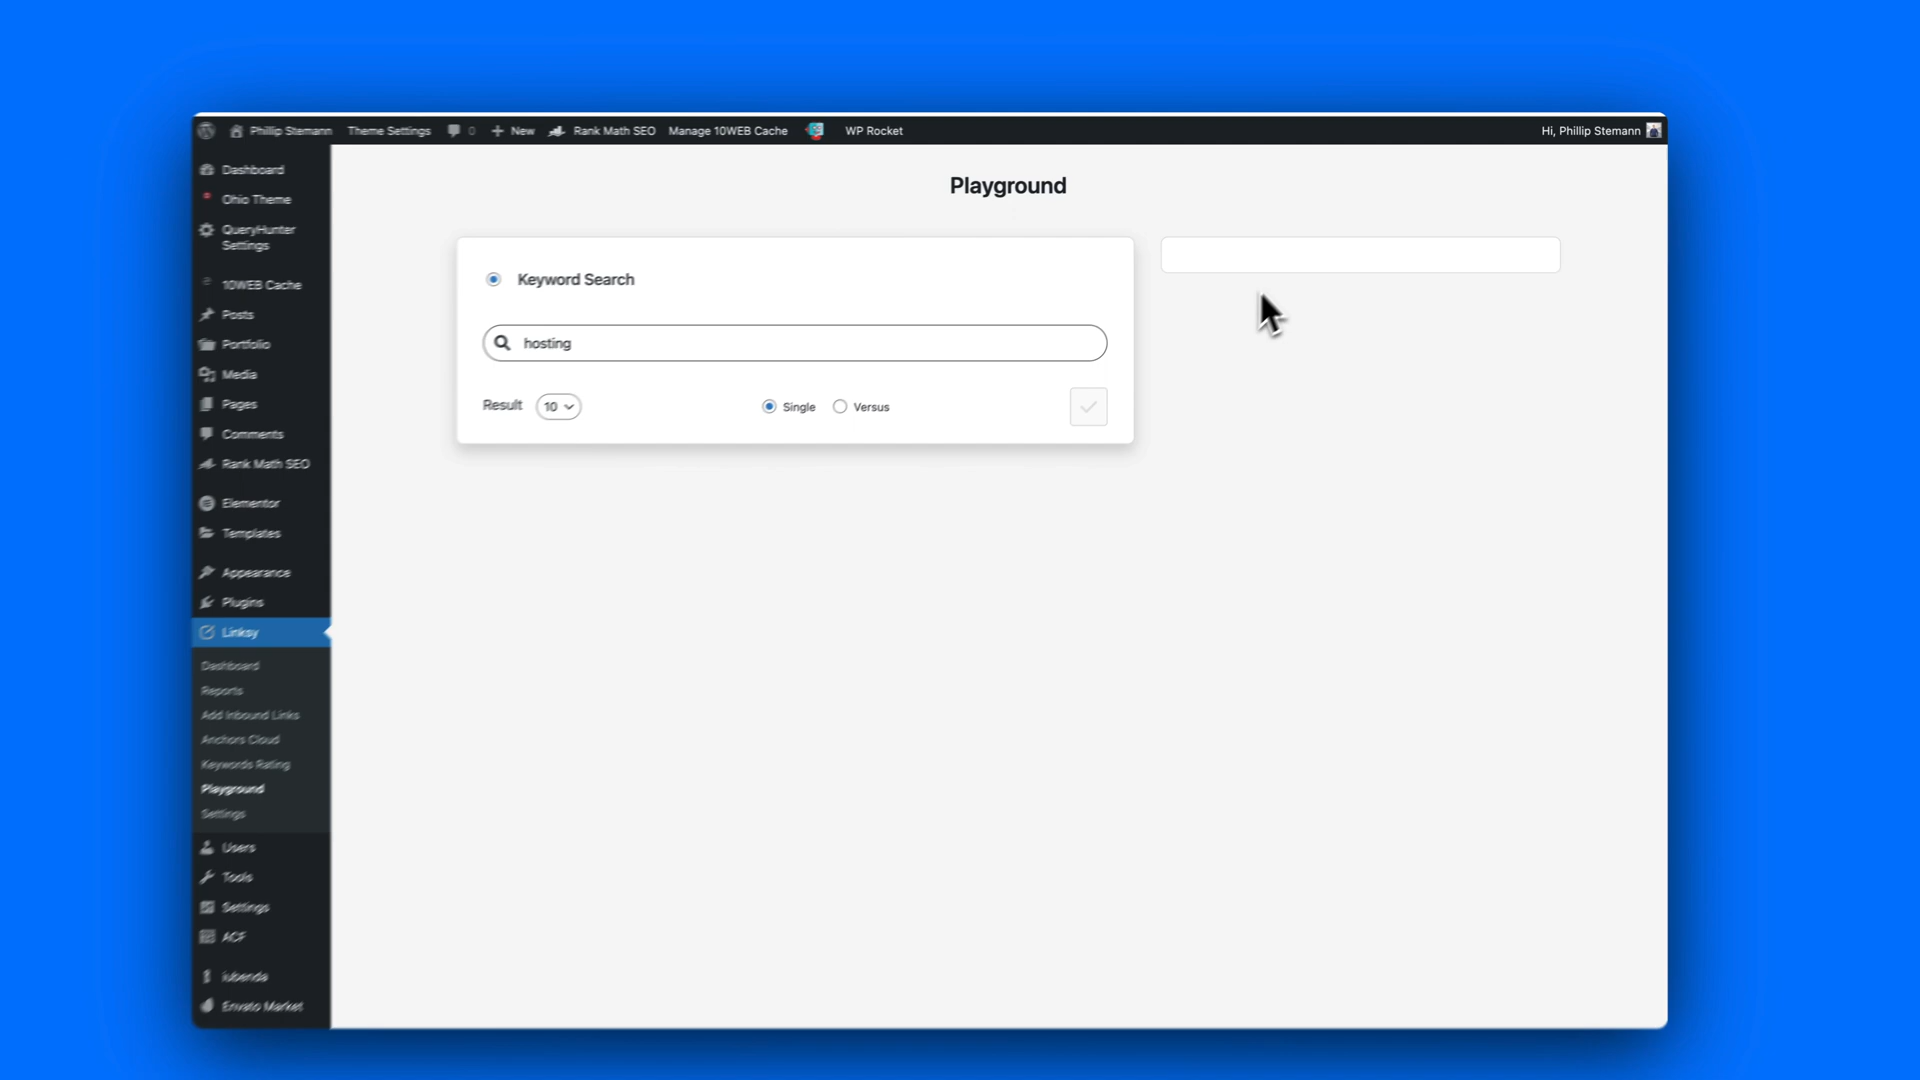 Phillip Stemann Theme Settings 0 New Rank Math SEO Manage 10WEB Cache WP Rocket Hi, Phillip Stemann
Dashboard
Ohio Theme
QueryHunter
Settings
10WEB Cache
Posts
Portfolio
Media
Pages
Comments
Rank Math SEO
Elementor
Templates
Appearance
Plugins
Linksy
Dashboard
Reports
Add Inbound Links
Anchors Cloud
Keywords Rating
Playground
Settings
Users
Tools
Settings
ACF
iubenda
Envato Market
Playground
Keyword Search
hosting
Result 10 Single Versus